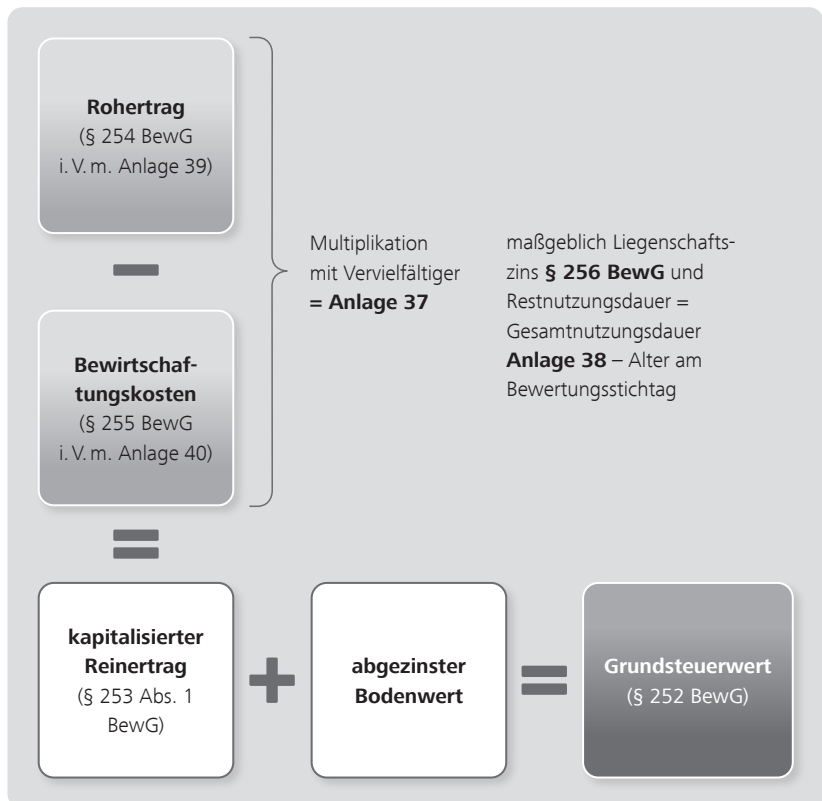 Rohertrag
(§ 254 BewG
i. V. m. Anlage 39)
–
Bewirtschaf-
tungskosten
(§ 255 BewG
i. V. m. Anlage 40)
Multiplikation
mit Vervielfältiger
= Anlage 37
maßgeblich Liegenschafts-
zins § 256 BewG und
Restnutzungsdauer =
Gesamtnutzungsdauer
Anlage 38 – Alter am
Bewertungsstichtag
=
kapitalisierter
Reinertrag
(§ 253 Abs. 1
BewG)
+
abgezinster
Bodenwert
=
Grundsteuerwert
(§ 252 BewG)